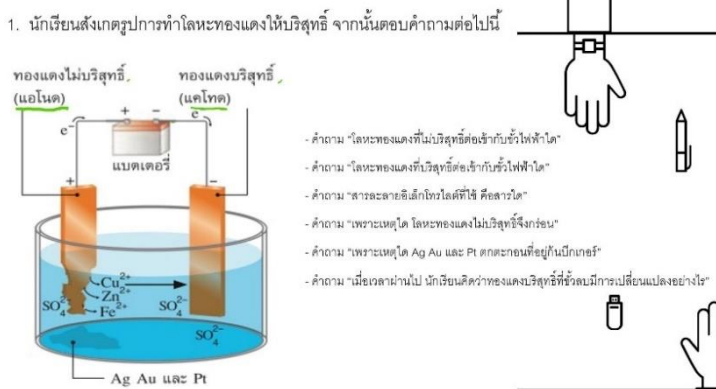 1. นักเรียนสังเกตรูปการทำโลหะทองแดงให้บริสุทธิ์ จากนั้นตอบคำถามต่อไปนี้
ทองแดงไม่บริสุทธิ์
(แอโนด)
ทองแดงบริสุทธิ์
(แคโทด)
+ −
e⁻
e⁻
แบตเตอรี่
+
−
Cu²⁺
Zn²⁺
Fe²⁺
SO₄²⁻
SO₄²⁻
SO₄²⁻
Ag Au และ Pt
- คำถาม "โลหะทองแดงที่ไม่บริสุทธิ์ต่อเข้ากับขั้วไฟฟ้าใด"
- คำถาม "โลหะทองแดงที่บริสุทธิ์ต่อเข้ากับขั้วไฟฟ้าใด"
- คำถาม "สารละลายอิเล็กโทรไลต์ที่ใช้ คือสารใด"
- คำถาม "เพราะเหตุใด โลหะทองแดงไม่บริสุทธิ์จึงกร่อน"
- คำถาม "เพราะเหตุใด Ag Au และ Pt ตกตะกอนที่อยู่ก้นบีกเกอร์"
- คำถาม "เมื่อเวลาผ่านไป นักเรียนคิดว่าทองแดงบริสุทธิ์ที่ขั้วลบมีการเปลี่ยนแปลงอย่างไร"